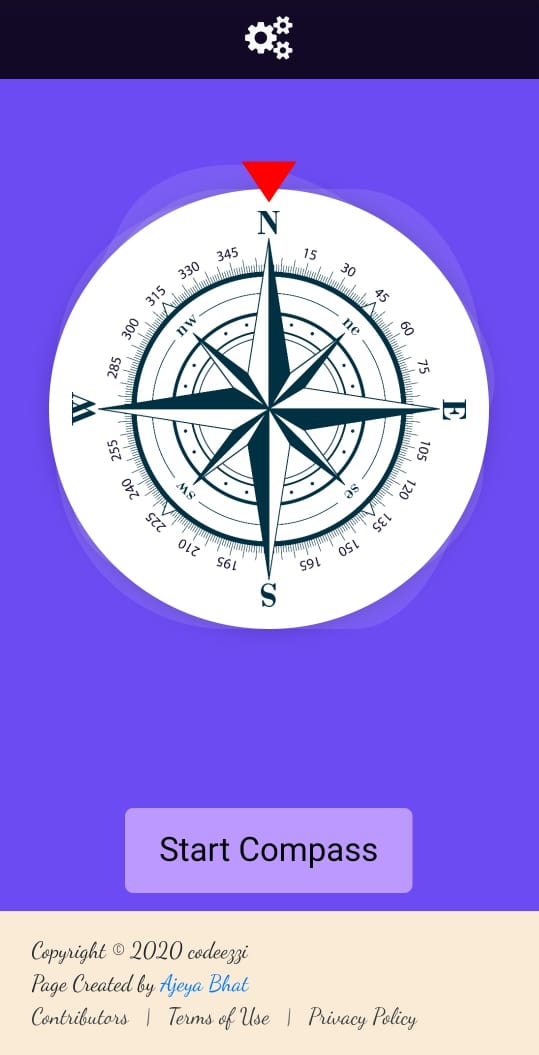 N
345 15
330 30
315 45
nw ne
300 60
285 75
W E
255 105
240 120
sw se
225 135
210 150
195 165
S
Start Compass
Copyright © 2020 codeezzi
Page Created by Ajeya Bhat
Contributors | Terms of Use | Privacy Policy